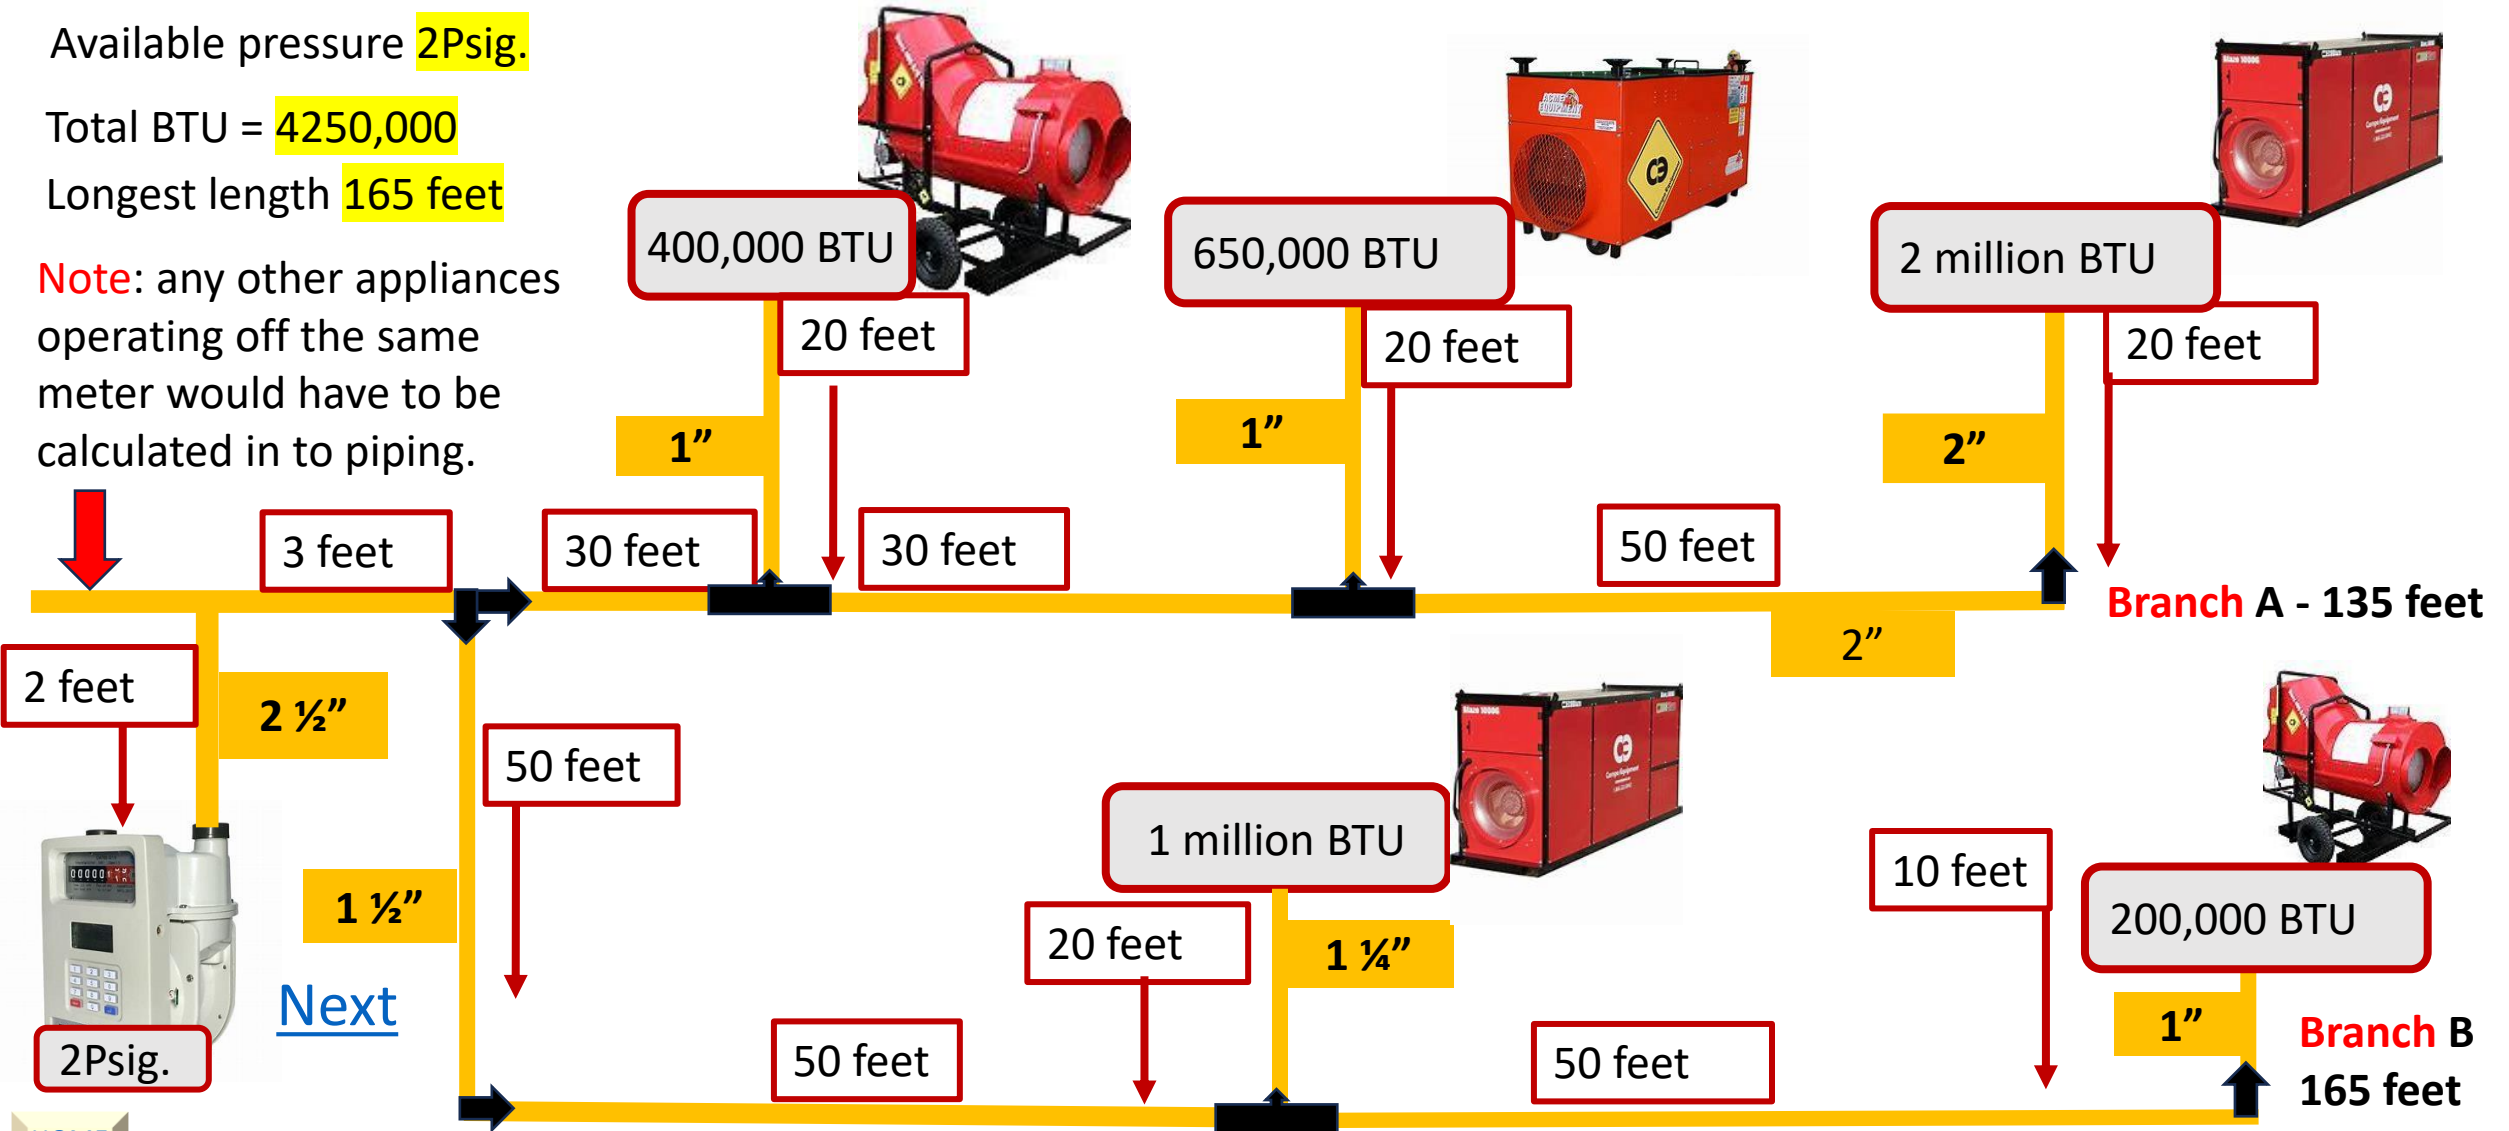 Available pressure 2Psig.
Total BTU = 4250,000
Longest length 165 feet
Note: any other appliances
operating off the same
meter would have to be
calculated in to piping.
400,000 BTU
650,000 BTU
2 million BTU
20 feet
20 feet
20 feet
1”
1”
2”
3 feet
30 feet
30 feet
50 feet
Branch A - 135 feet
2”
2 feet
2 ½”
50 feet
1 million BTU
10 feet
200,000 BTU
1 ½”
20 feet
1 ¼”
Next
2Psig.
50 feet
50 feet
1”
Branch B
165 feet
ACME
EQUIPMENT